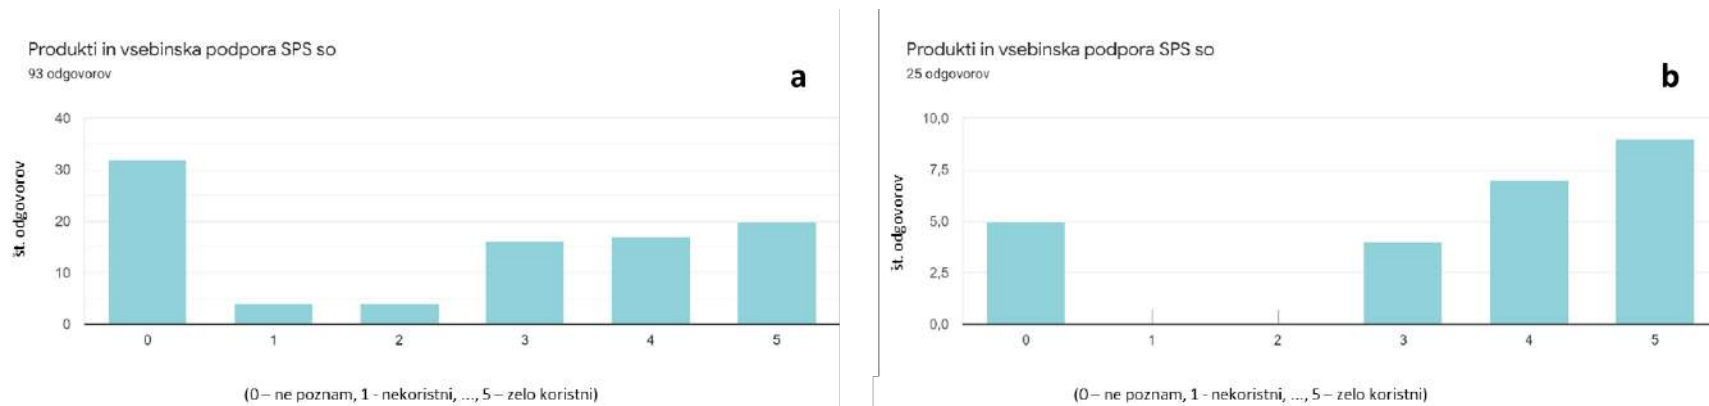 Produkti in vsebinska podpora SPS so
93 odgovorov
a
40
30
20
10
0
št. odgovorov
0 1 2 3 4 5
(0 – ne poznam, 1 - nekoristni, ..., 5 – zelo koristni)
Produkti in vsebinska podpora SPS so
25 odgovorov
b
10,0
7,5
5,0
2,5
0,0
št. odgovorov
0 1 2 3 4 5
(0 – ne poznam, 1 - nekoristni, ..., 5 – zelo koristni)